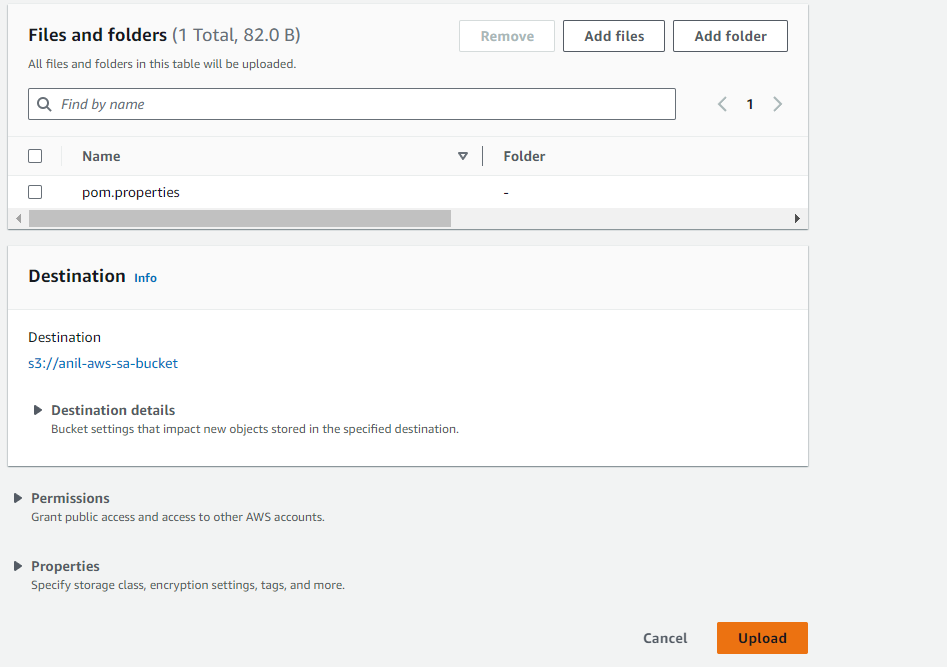 Files and folders (1 Total, 82.0 B)
Remove
Add files
Add folder
All files and folders in this table will be uploaded.
Find by name
1
Name
Folder
pom.properties
-
Destination Info
Destination
s3://anil-aws-sa-bucket
Destination details
Bucket settings that impact new objects stored in the specified destination.
Permissions
Grant public access and access to other AWS accounts.
Properties
Specify storage class, encryption settings, tags, and more.
Cancel
Upload